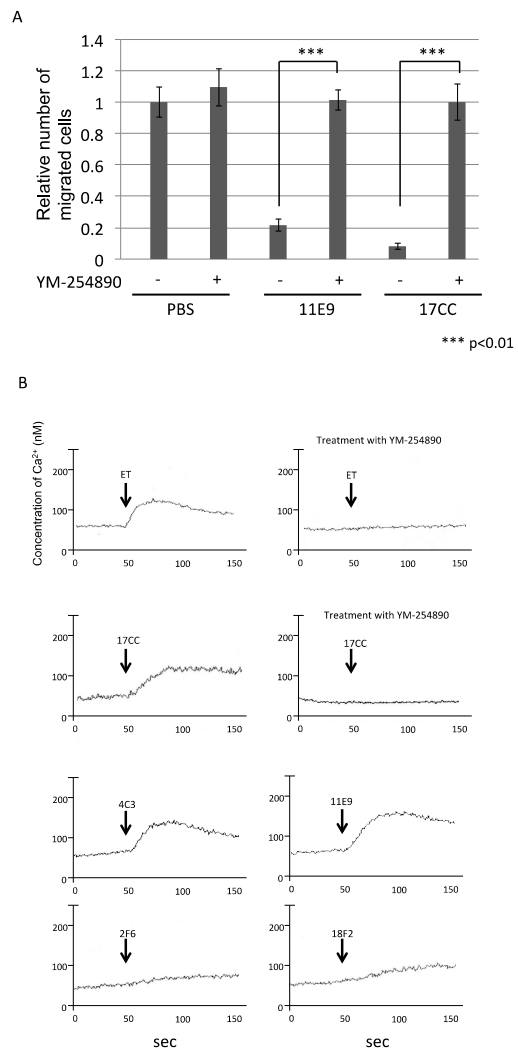 A
Relative number of
migrated cells
1.4
1.2
1
0.8
0.6
0.4
0.2
0
***
***
YM-254890 - + - + - +
PBS 11E9 17CC
*** p<0.01
B
Concentration of Ca²⁺ (nM)
200
100
0
ET
0 50 100 150
Treatment with YM-254890
200
100
0
ET
0 50 100 150
200
100
0
17CC
0 50 100 150
Treatment with YM-254890
200
100
0
17CC
0 50 100 150
200
100
0
4C3
0 50 100 150
200
100
0
11E9
0 50 100 150
200
100
0
2F6
0 50 100 150
sec
200
100
0
18F2
0 50 100 150
sec